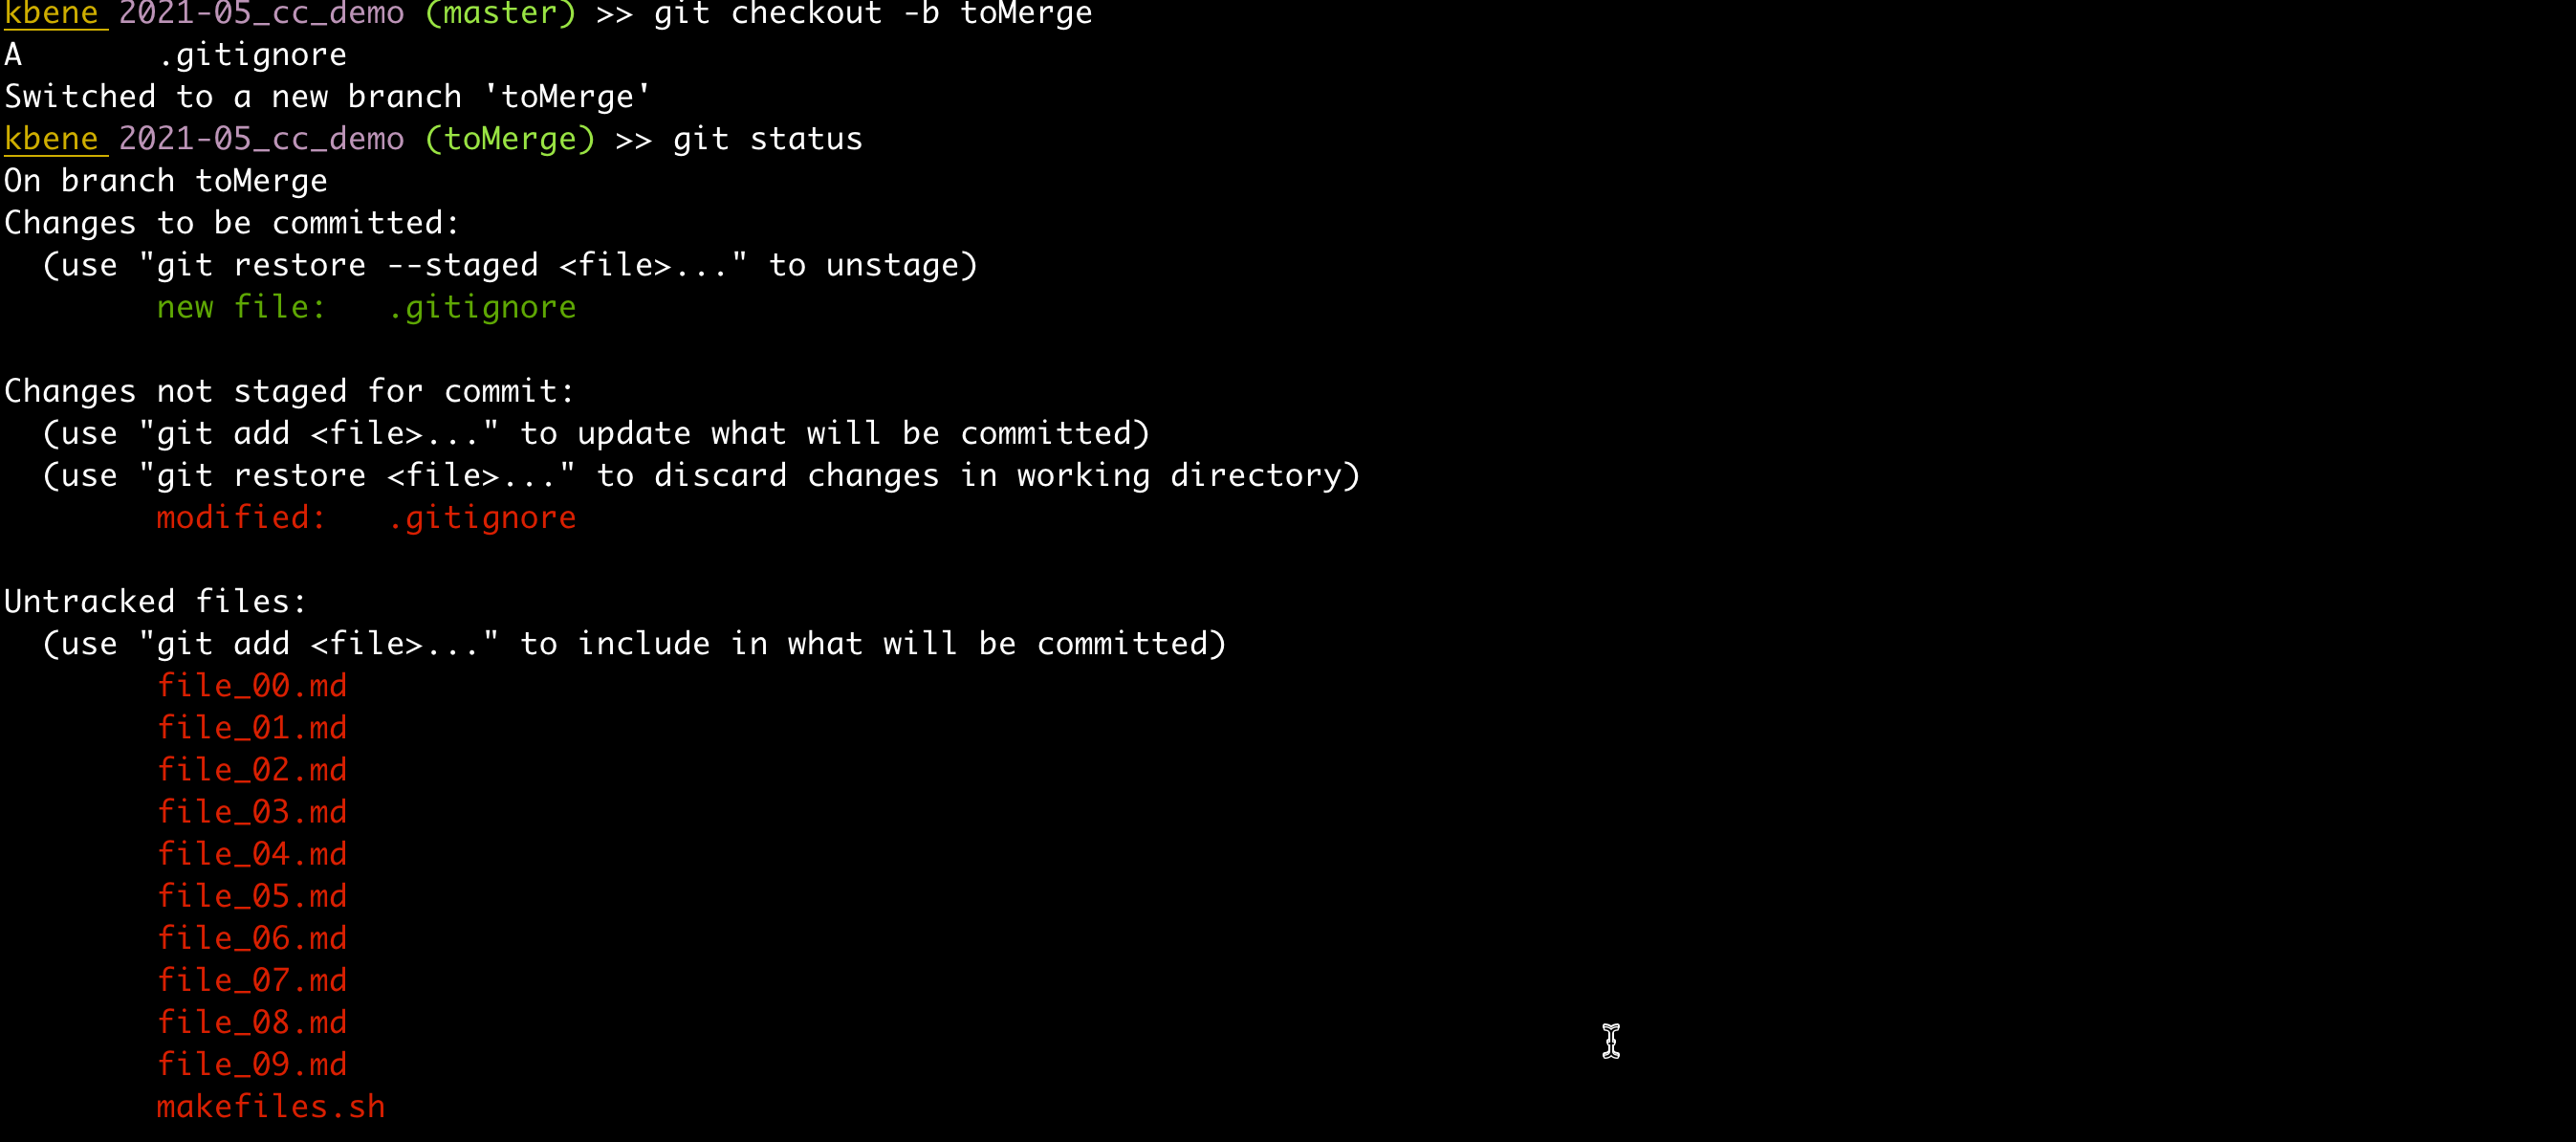 kbene 2021-05_cc_demo (master) >> git checkout -b toMerge
A       .gitignore
Switched to a new branch 'toMerge'
kbene 2021-05_cc_demo (toMerge) >> git status
On branch toMerge
Changes to be committed:
  (use "git restore --staged <file>..." to unstage)
        new file:   .gitignore

Changes not staged for commit:
  (use "git add <file>..." to update what will be committed)
  (use "git restore <file>..." to discard changes in working directory)
        modified:   .gitignore

Untracked files:
  (use "git add <file>..." to include in what will be committed)
        file_00.md
        file_01.md
        file_02.md
        file_03.md
        file_04.md
        file_05.md
        file_06.md
        file_07.md
        file_08.md
        file_09.md
        makefiles.sh